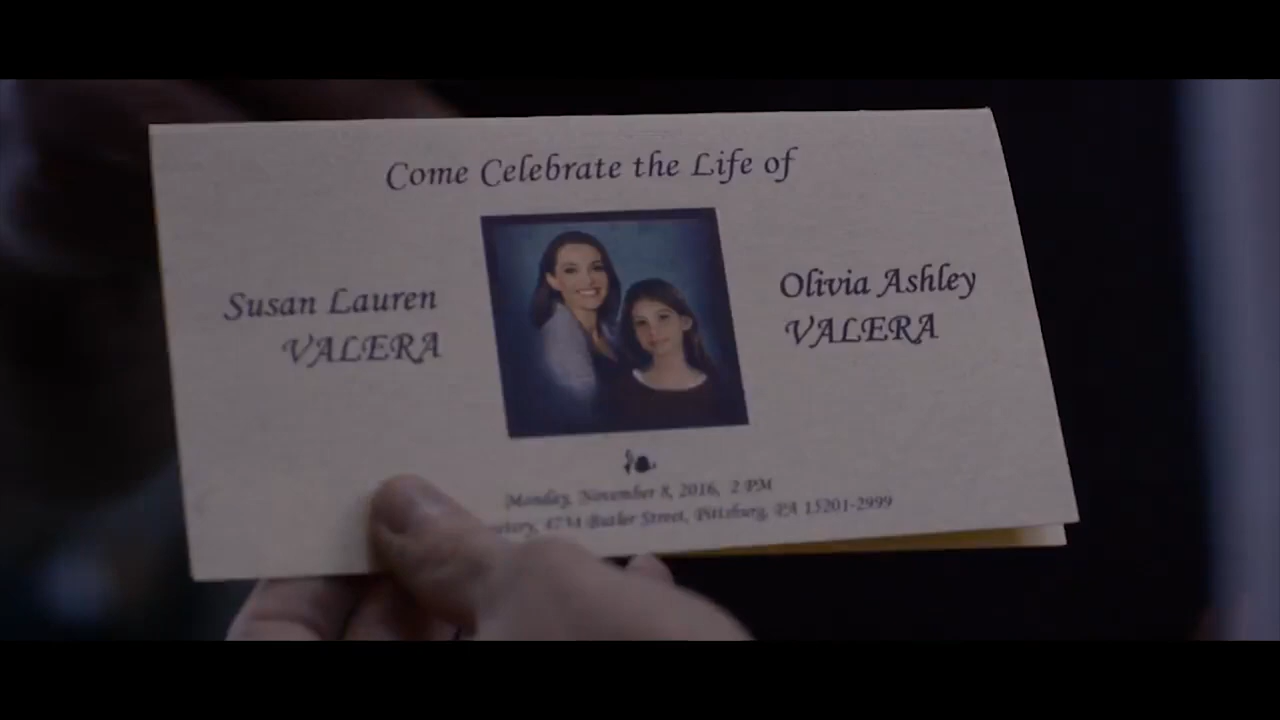 Come Celebrate the Life of
Susan Lauren
VALERA
Olivia Ashley
VALERA
Monday, November 8, 2016, 2 PM
4734 Butler Street, Pittsburg, PA 15201-2999